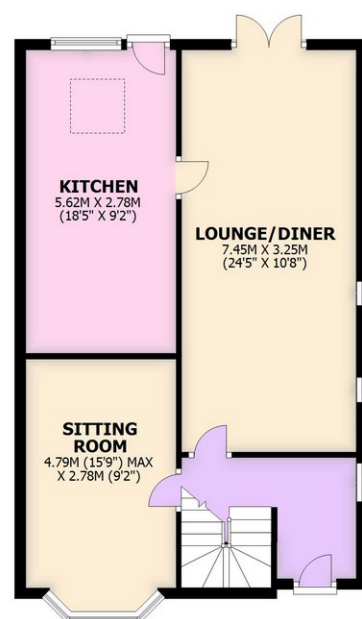 KITCHEN
5.62M X 2.78M
(18'5" X 9'2")
LOUNGE/DINER
7.45M X 3.25M
(24'5" X 10'8")
SITTING
ROOM
4.79M (15'9") MAX
X 2.78M (9'2")